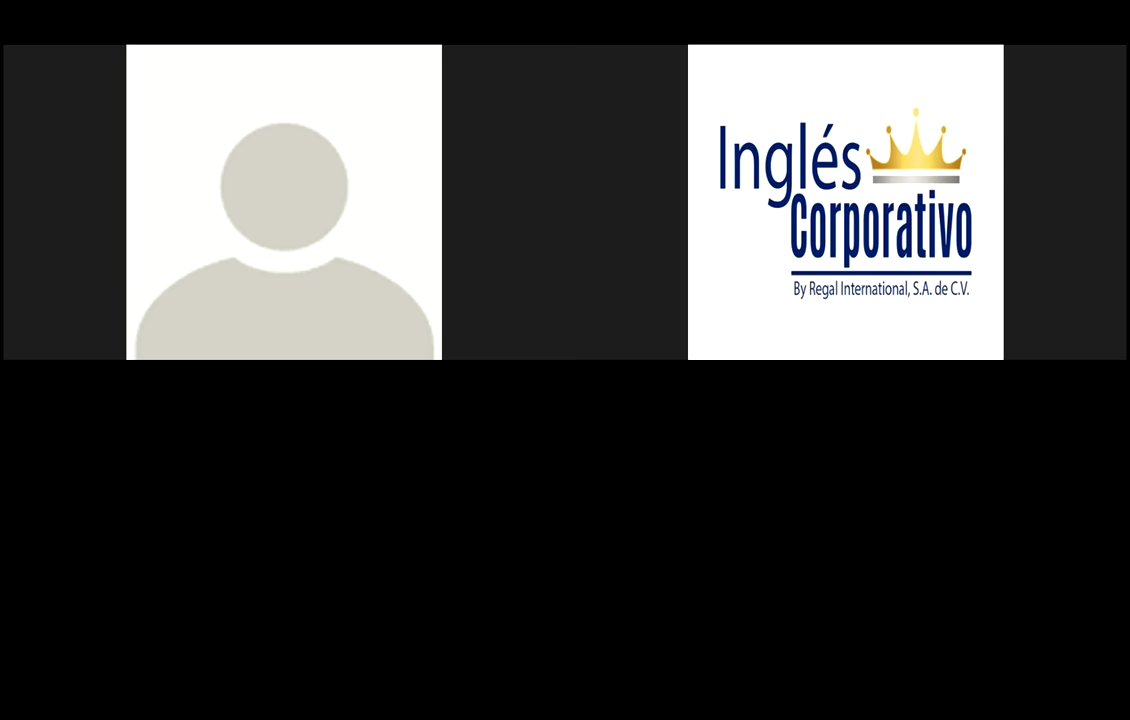 Inglés
Corporativo
By Regal International, S.A. de C.V.